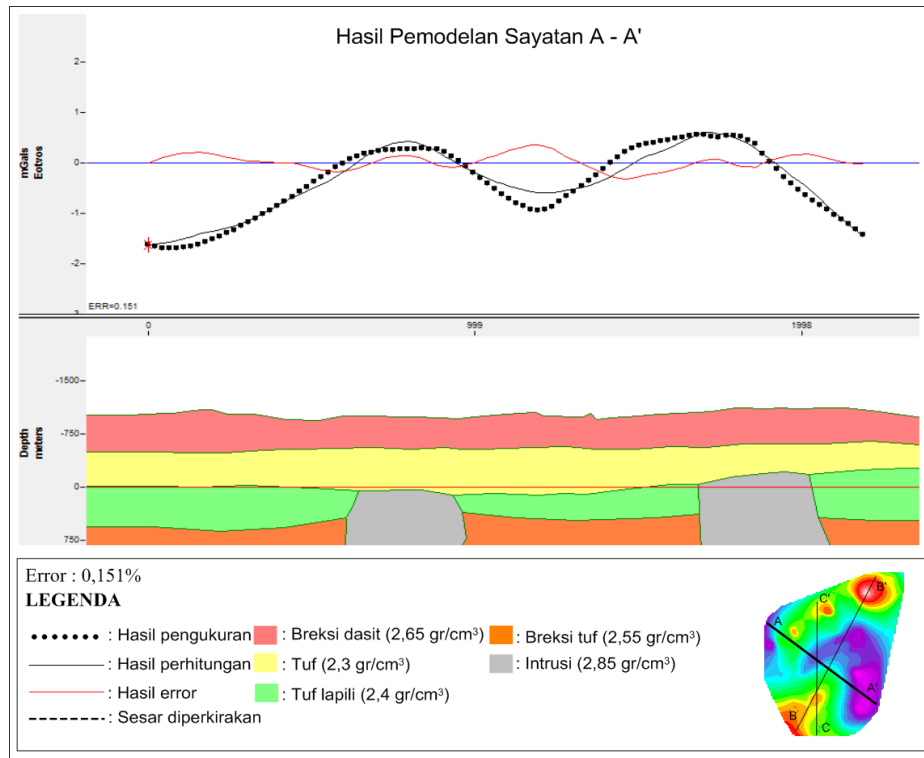 Hasil Pemodelan Sayatan A - A'
2
1
0
-1
-2
3
mGals
Eotvos
ERR=0.151
0
999
1998
-1500
-750
0
750
Depth
meters
Error : 0,151%
LEGENDA
: Hasil pengukuran
: Hasil perhitungan
: Hasil error
: Sesar diperkirakan
: Breksi dasit (2,65 gr/cm³)
: Tuf (2,3 gr/cm³)
: Tuf lapili (2,4 gr/cm³)
: Breksi tuf (2,55 gr/cm³)
: Intrusi (2,85 gr/cm³)
B'
C'
A
A'
B
C